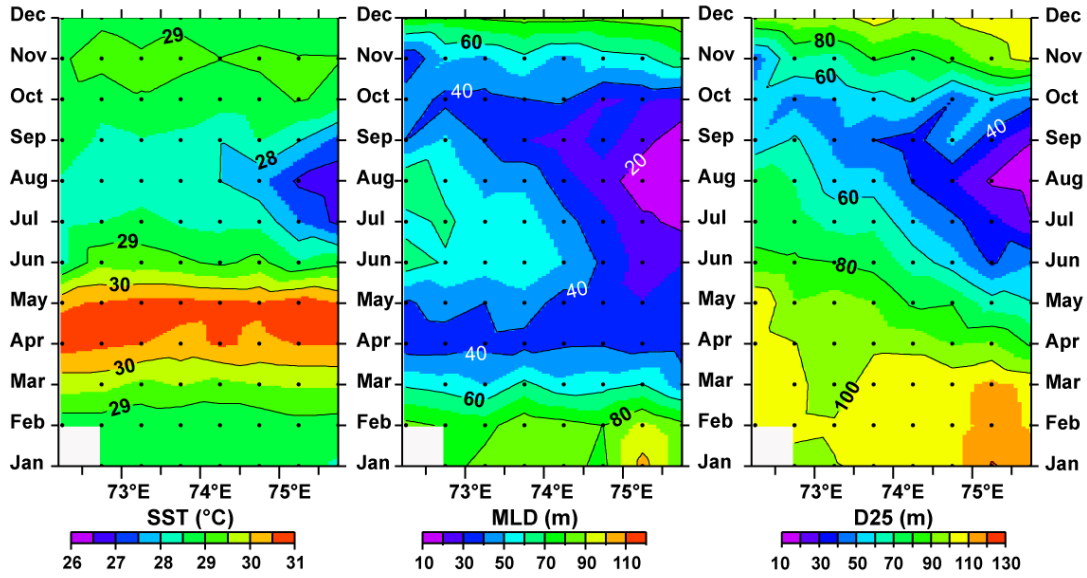 Dec Dec Dec
Nov Nov Nov
Oct Oct Oct
Sep Sep Sep
Aug Aug Aug
Jul Jul Jul
Jun Jun Jun
May May May
Apr Apr Apr
Mar Mar Mar
Feb Feb Feb
Jan Jan Jan
29
28
29
30
30
29
60
40
20
40
40
60
80
80
60
40
60
80
100
73°E 74°E 75°E 73°E 74°E 75°E 73°E 74°E 75°E
SST (°C) MLD (m) D25 (m)
26 27 28 29 30 31 10 30 50 70 90 110 10 30 50 70 90 110 130